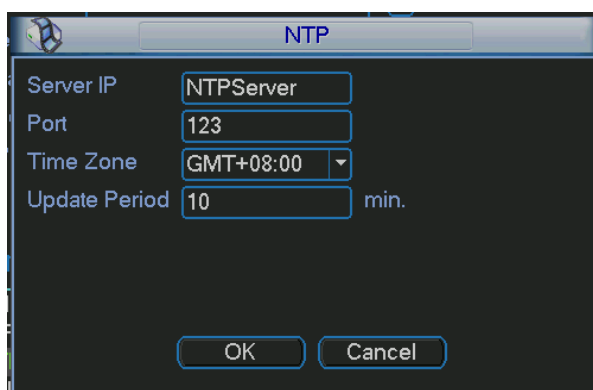 NTP
Server IP NTPServer
Port 123
Time Zone GMT+08:00
Update Period 10 min.
OK Cancel